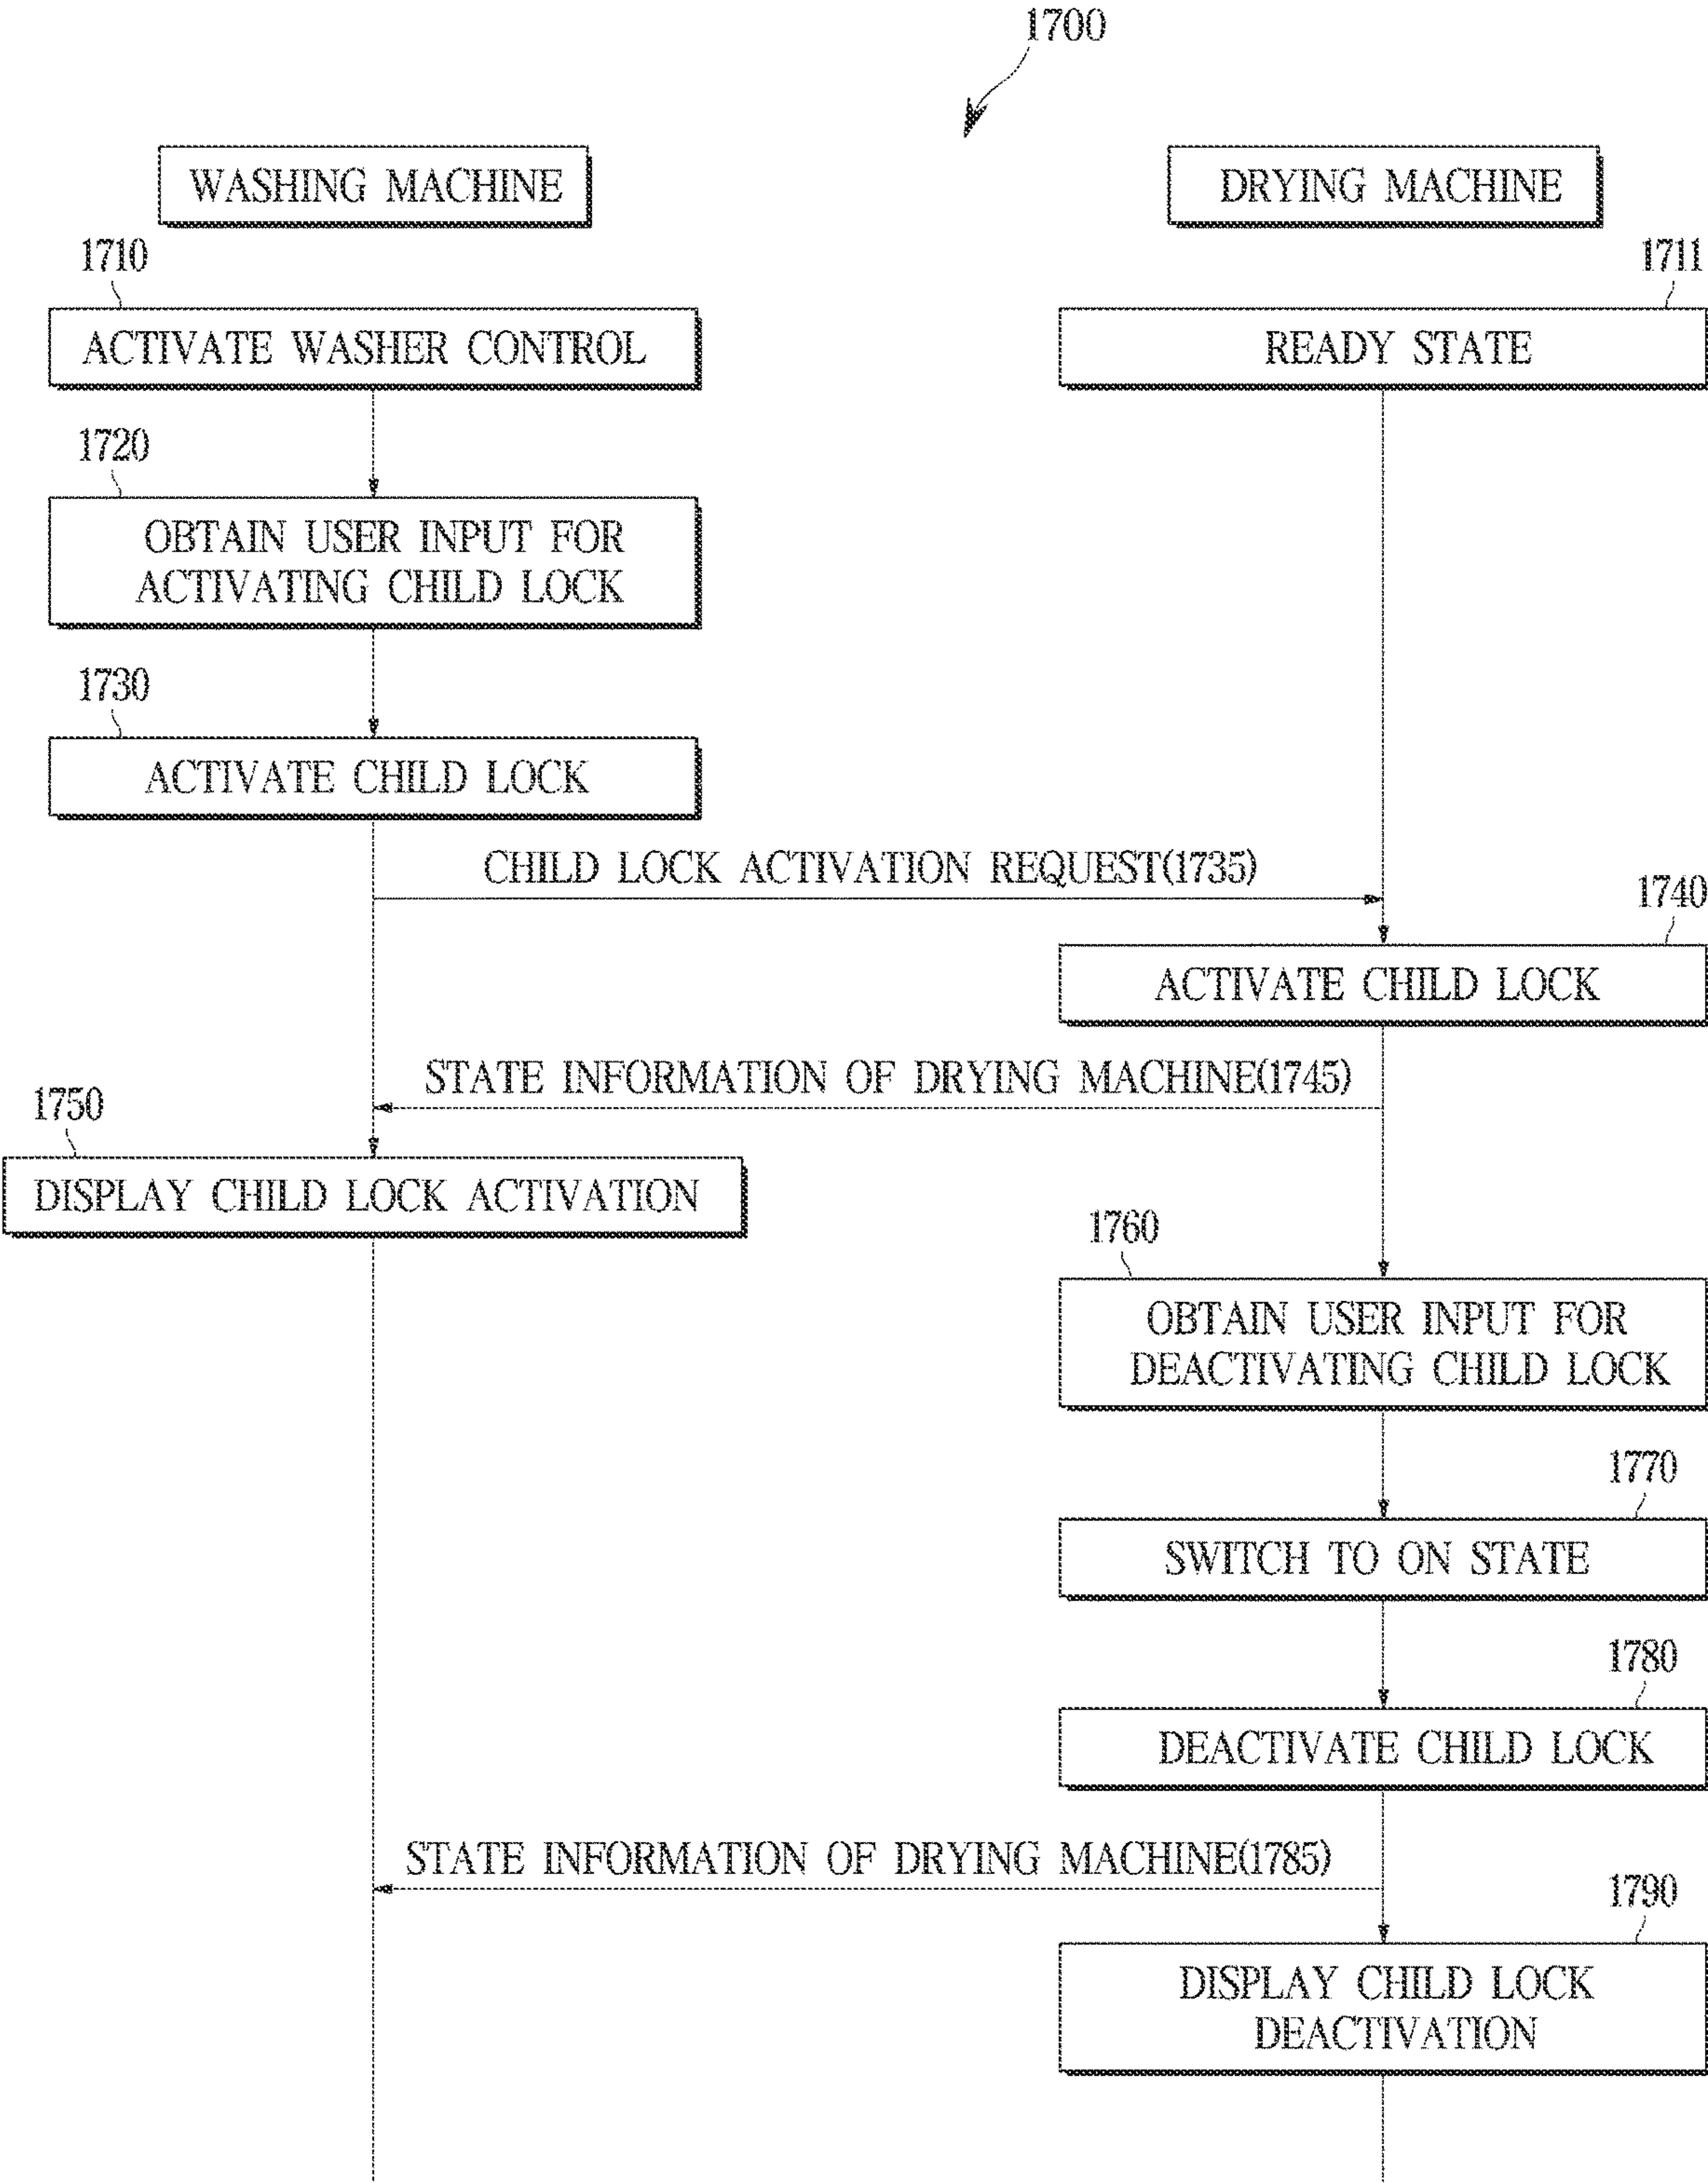 1700
WASHING MACHINE
DRYING MACHINE
1710
1711
ACTIVATE WASHER CONTROL
READY STATE
1720
OBTAIN USER INPUT FOR
ACTIVATING CHILD LOCK
1730
ACTIVATE CHILD LOCK
CHILD LOCK ACTIVATION REQUEST(1735)
1740
ACTIVATE CHILD LOCK
STATE INFORMATION OF DRYING MACHINE(1745)
1750
DISPLAY CHILD LOCK ACTIVATION
1760
OBTAIN USER INPUT FOR
DEACTIVATING CHILD LOCK
1770
SWITCH TO ON STATE
1780
DEACTIVATE CHILD LOCK
STATE INFORMATION OF DRYING MACHINE(1785)
1790
DISPLAY CHILD LOCK
DEACTIVATION